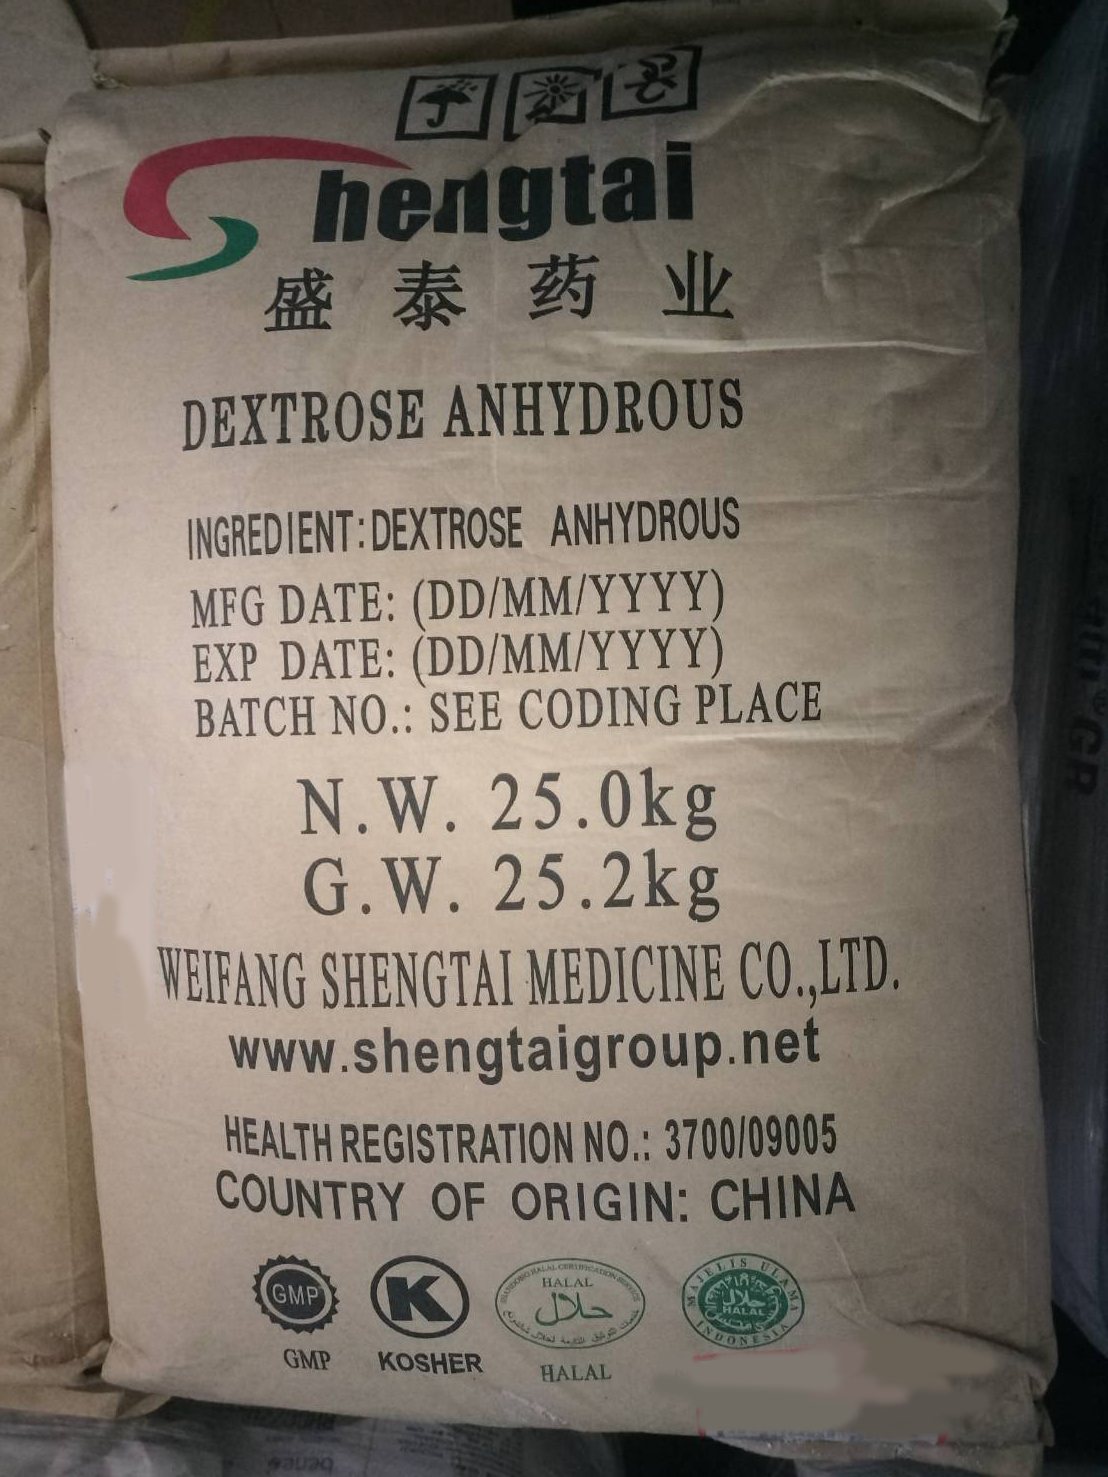 Shengtai
盛泰药业
DEXTROSE ANHYDROUS
INGREDIENT:DEXTROSE ANHYDROUS
MFG DATE: (DD/MM/YYYY)
EXP DATE: (DD/MM/YYYY)
BATCH NO.: SEE CODING PLACE
N.W. 25.0kg
G.W. 25.2kg
WEIFANG SHENGTAI MEDICINE CO.,LTD.
www.shengtaigroup.net
HEALTH REGISTRATION NO.: 3700/09005
COUNTRY OF ORIGIN: CHINA
GMP
GMP
K
KOSHER
HALAL
حلال
HALAL
MAJELIS ULAMA
HALAL
INDONESIA